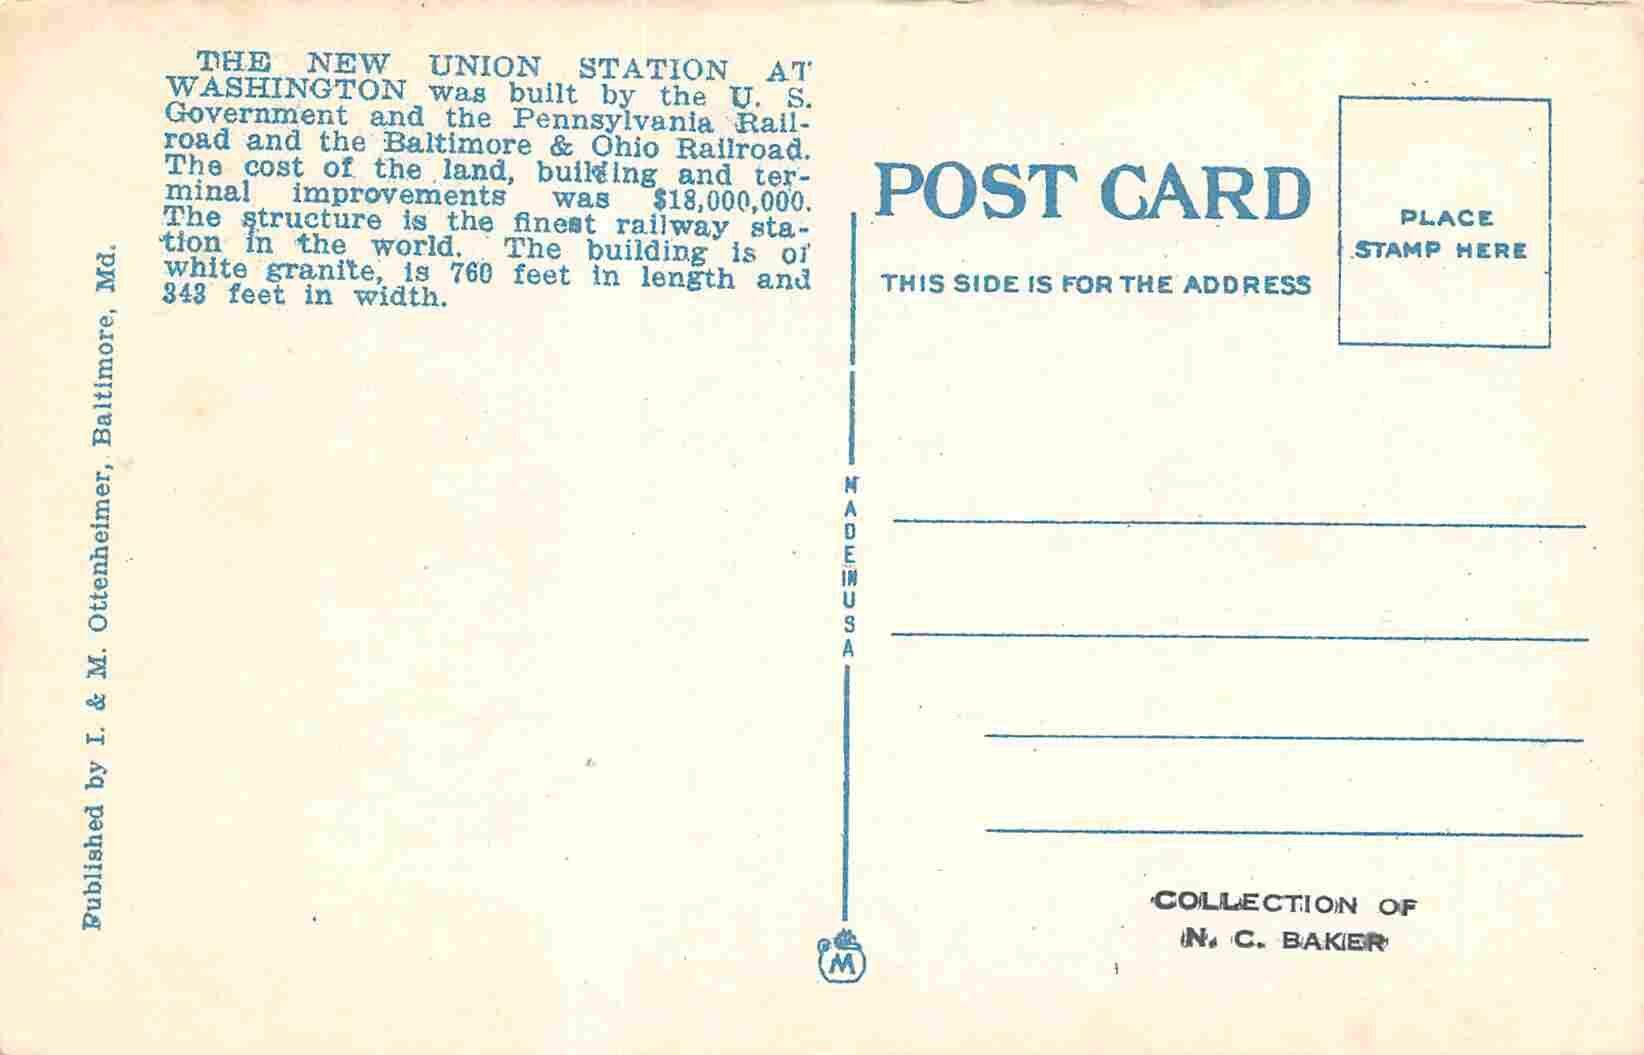 THE NEW UNION STATION AT
WASHINGTON was built by the U. S.
Government and the Pennsylvania Rail-
road and the Baltimore & Ohio Railroad.
The cost of the land, building and ter-
minal improvements was $18,000,000.
The structure is the finest railway sta-
tion in the world. The building is of
white granite, is 760 feet in length and
343 feet in width.
Published by I. & M. Ottenheimer, Baltimore, Md.
MADE IN USA
M
POST CARD
THIS SIDE IS FOR THE ADDRESS
PLACE
STAMP HERE
COLLECTION OF
N. C. BAKER